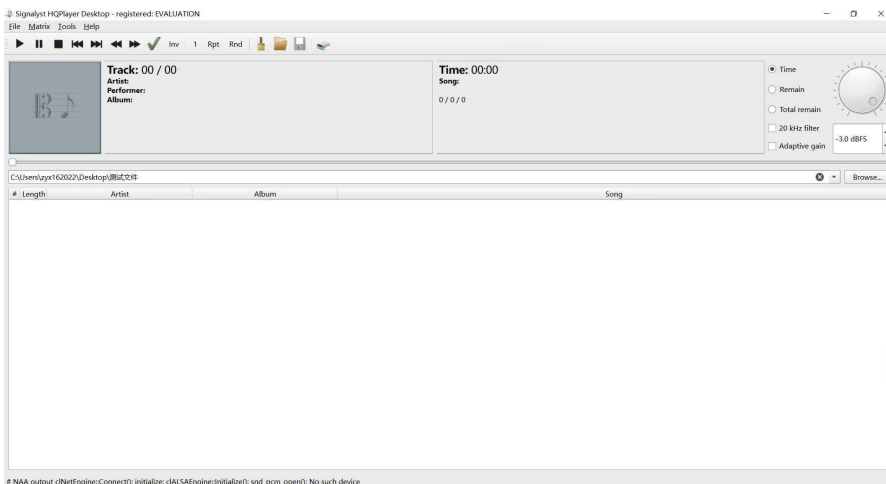 Signalyst HQPlayer Desktop - registered: EVALUATION
File Matrix Tools Help
Inv 1 Rpt Rnd
Track: 00 / 00
Artist:
Performer:
Album:
Time: 00:00
Song:
0 / 0 / 0
Time
Remain
Total remain
20 kHz filter
Adaptive gain
-3.0 dBFS
C:\Users\zyx162022\Desktop\测试文件
Browse...
# Length Artist Album Song
# NAA output clNetEngine::Connect(): initialize: clALSAEngine::Initialize(): snd_pcm_open(): No such device